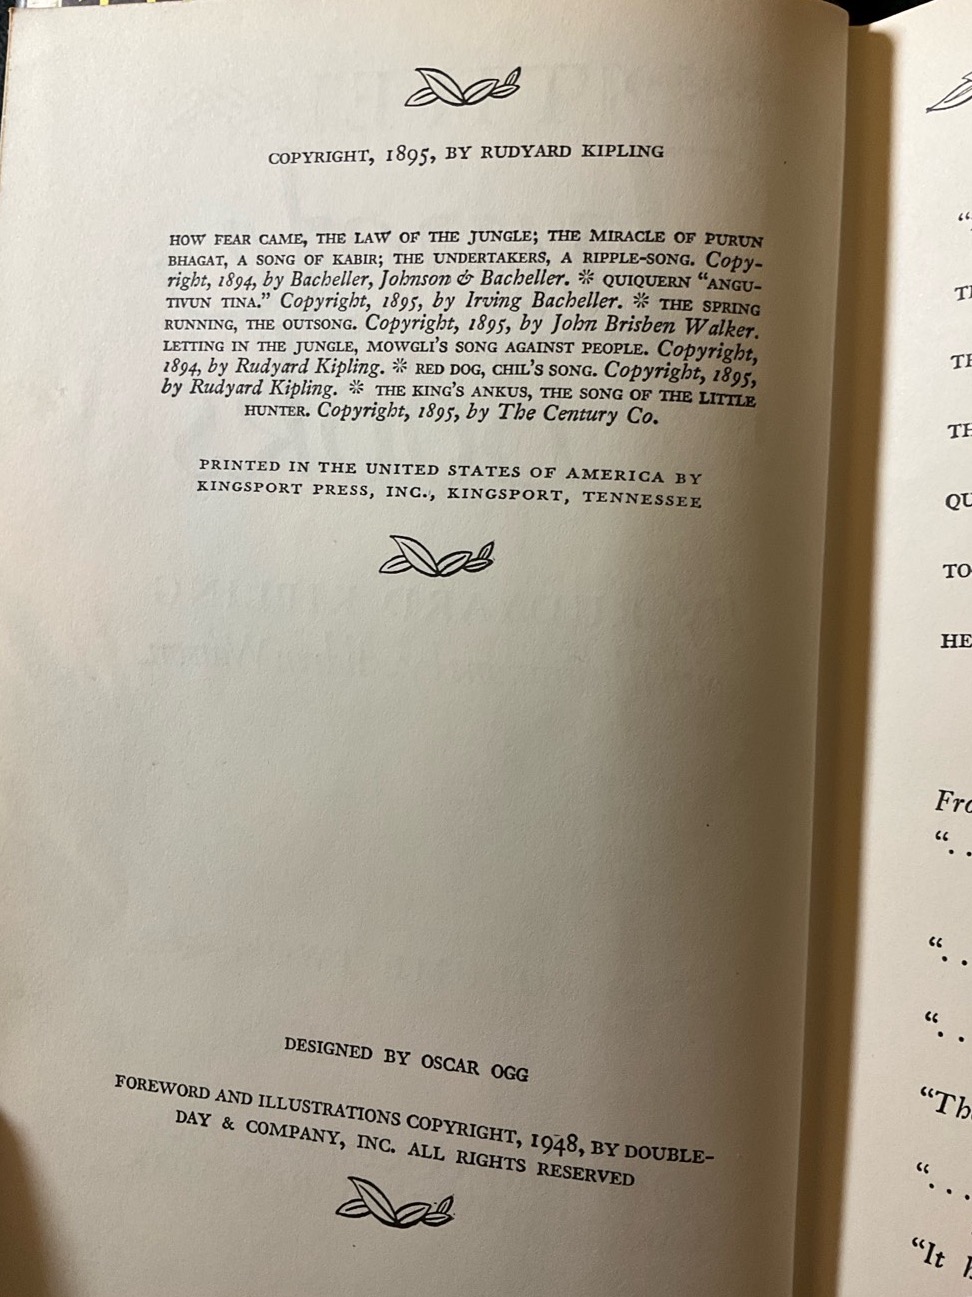 COPYRIGHT, 1895, BY RUDYARD KIPLING
HOW FEAR CAME, THE LAW OF THE JUNGLE; THE MIRACLE OF PURUN
BHAGAT, A SONG OF KABIR; THE UNDERTAKERS, A RIPPLE-SONG. Copy-
right, 1894, by Bacheller, Johnson & Bacheller. ❊ QUIQUERN "ANGU-
TIVUN TINA." Copyright, 1895, by Irving Bacheller. ❊ THE SPRING
RUNNING, THE OUTSONG. Copyright, 1895, by John Brisben Walker.
LETTING IN THE JUNGLE, MOWGLI'S SONG AGAINST PEOPLE. Copyright,
1894, by Rudyard Kipling. ❊ RED DOG, CHIL'S SONG. Copyright, 1895,
by Rudyard Kipling. ❊ THE KING'S ANKUS, THE SONG OF THE LITTLE
HUNTER. Copyright, 1895, by The Century Co.
PRINTED IN THE UNITED STATES OF AMERICA BY
KINGSPORT PRESS, INC., KINGSPORT, TENNESSEE
DESIGNED BY OSCAR OGG
FOREWORD AND ILLUSTRATIONS COPYRIGHT, 1948, BY DOUBLE-
DAY & COMPANY, INC. ALL RIGHTS RESERVED
QU
TO
HE
"It